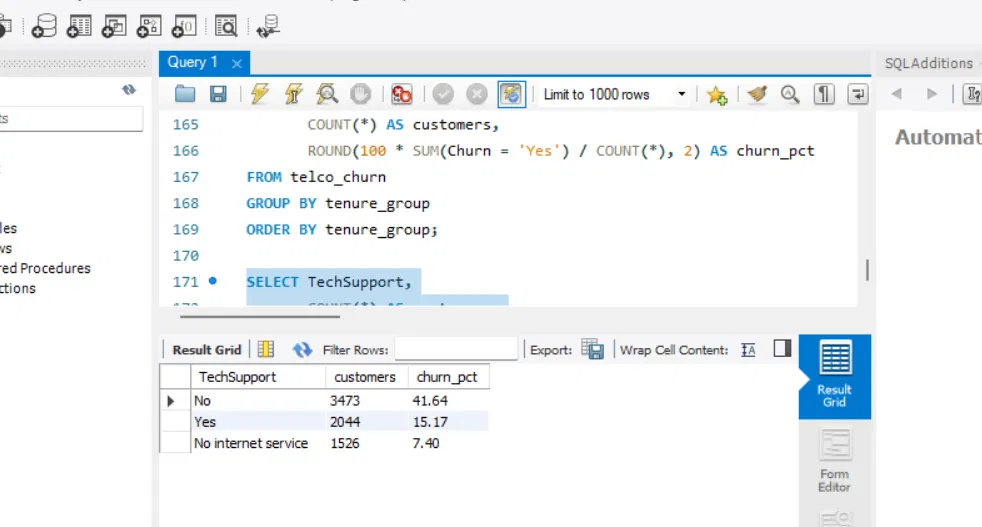 Query 1
SQLAdditions
Limit to 1000 rows
ts
165 COUNT(*) AS customers,
166 ROUND(100 * SUM(Churn = 'Yes') / COUNT(*), 2) AS churn_pct
167 FROM telco_churn
168 GROUP BY tenure_group
169 ORDER BY tenure_group;
170
171 SELECT TechSupport,
Automat
les
ws
red Procedures
ctions
Result Grid Filter Rows: Export: Wrap Cell Content:
TechSupport customers churn_pct
No 3473 41.64
Yes 2044 15.17
No internet service 1526 7.40
Result
Grid
Form
Editor